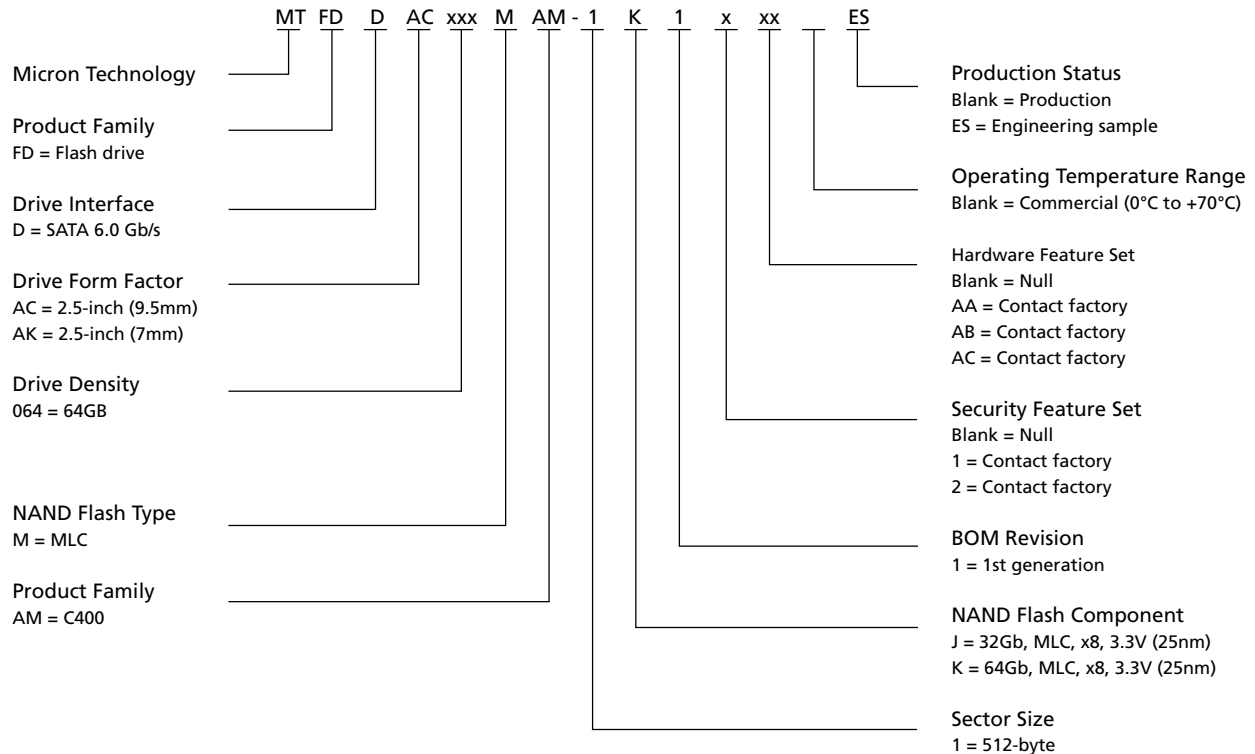 MT FD D AC xxx M AM - 1 K 1 x xx ES
Micron Technology
Product Family
FD = Flash drive
Drive Interface
D = SATA 6.0 Gb/s
Drive Form Factor
AC = 2.5-inch (9.5mm)
AK = 2.5-inch (7mm)
Drive Density
064 = 64GB
NAND Flash Type
M = MLC
Product Family
AM = C400
Production Status
Blank = Production
ES = Engineering sample
Operating Temperature Range
Blank = Commercial (0°C to +70°C)
Hardware Feature Set
Blank = Null
AA = Contact factory
AB = Contact factory
AC = Contact factory
Security Feature Set
Blank = Null
1 = Contact factory
2 = Contact factory
BOM Revision
1 = 1st generation
NAND Flash Component
J = 32Gb, MLC, x8, 3.3V (25nm)
K = 64Gb, MLC, x8, 3.3V (25nm)
Sector Size
1 = 512-byte